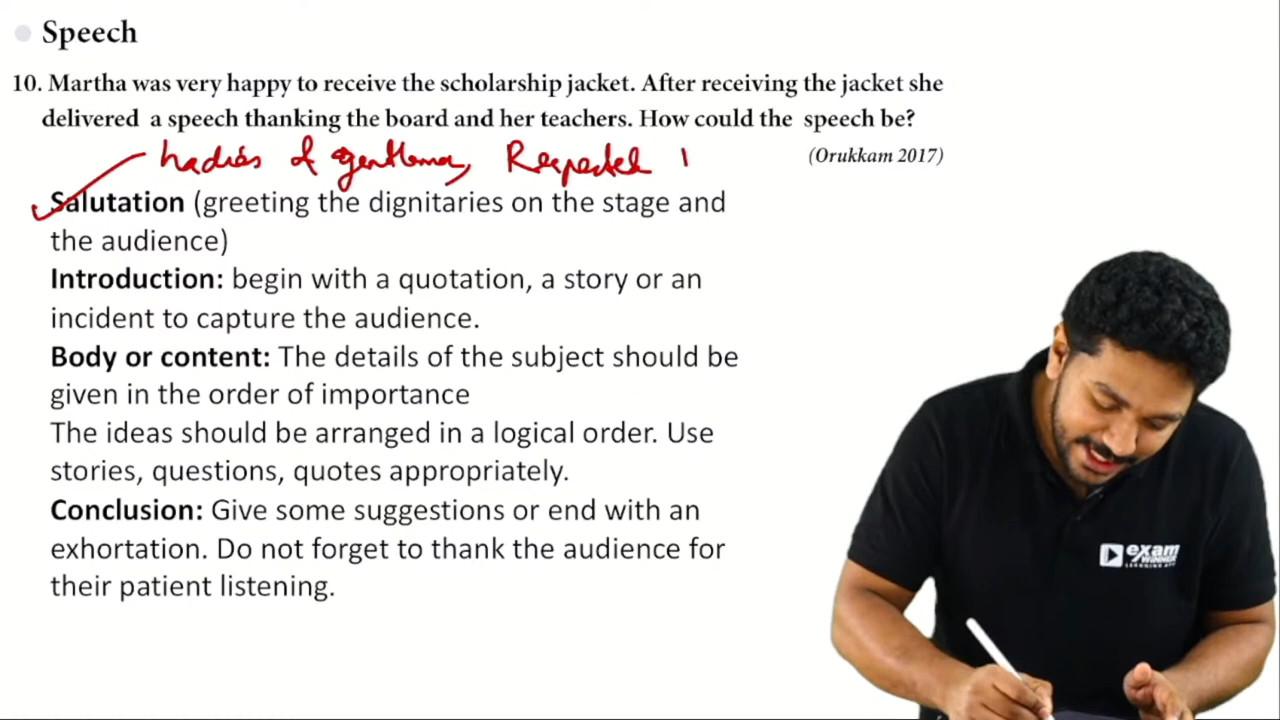 Speech
10. Martha was very happy to receive the scholarship jacket. After receiving the jacket she
delivered a speech thanking the board and her teachers. How could the speech be?
(Orukkam 2017)
Respected
Salutation (greeting the dignitaries on the stage and
the audience)
Introduction: begin with a quotation, a story or an
incident to capture the audience.
Body or content: The details of the subject should be
given in the order of importance
The ideas should be arranged in a logical order. Use
stories, questions, quotes appropriately.
Conclusion: Give some suggestions or end with an
exhortation. Do not forget to thank the audience for
their patient listening.
exam
WINNER
LEARNING APP